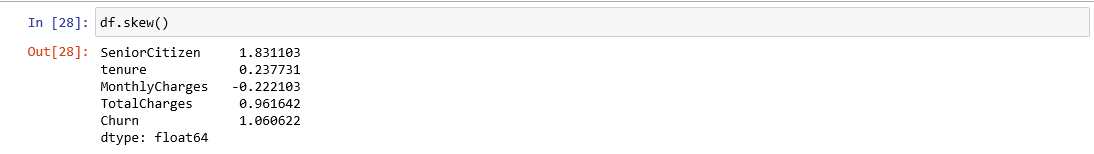 In [28]: df.skew()
Out[28]: SeniorCitizen 1.831103
tenure 0.237731
MonthlyCharges -0.222103
TotalCharges 0.961642
Churn 1.060622
dtype: float64